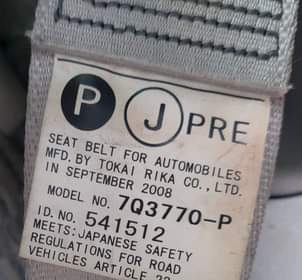 P J PRE
SEAT BELT FOR AUTOMOBILES
MFD. BY TOKAI RIKA CO., LTD.
IN SEPTEMBER 2008
MODEL NO. 7Q3770-P
ID. NO. 541512
MEETS: JAPANESE SAFETY
REGULATIONS FOR ROAD
VEHICLES ARTICLE 22